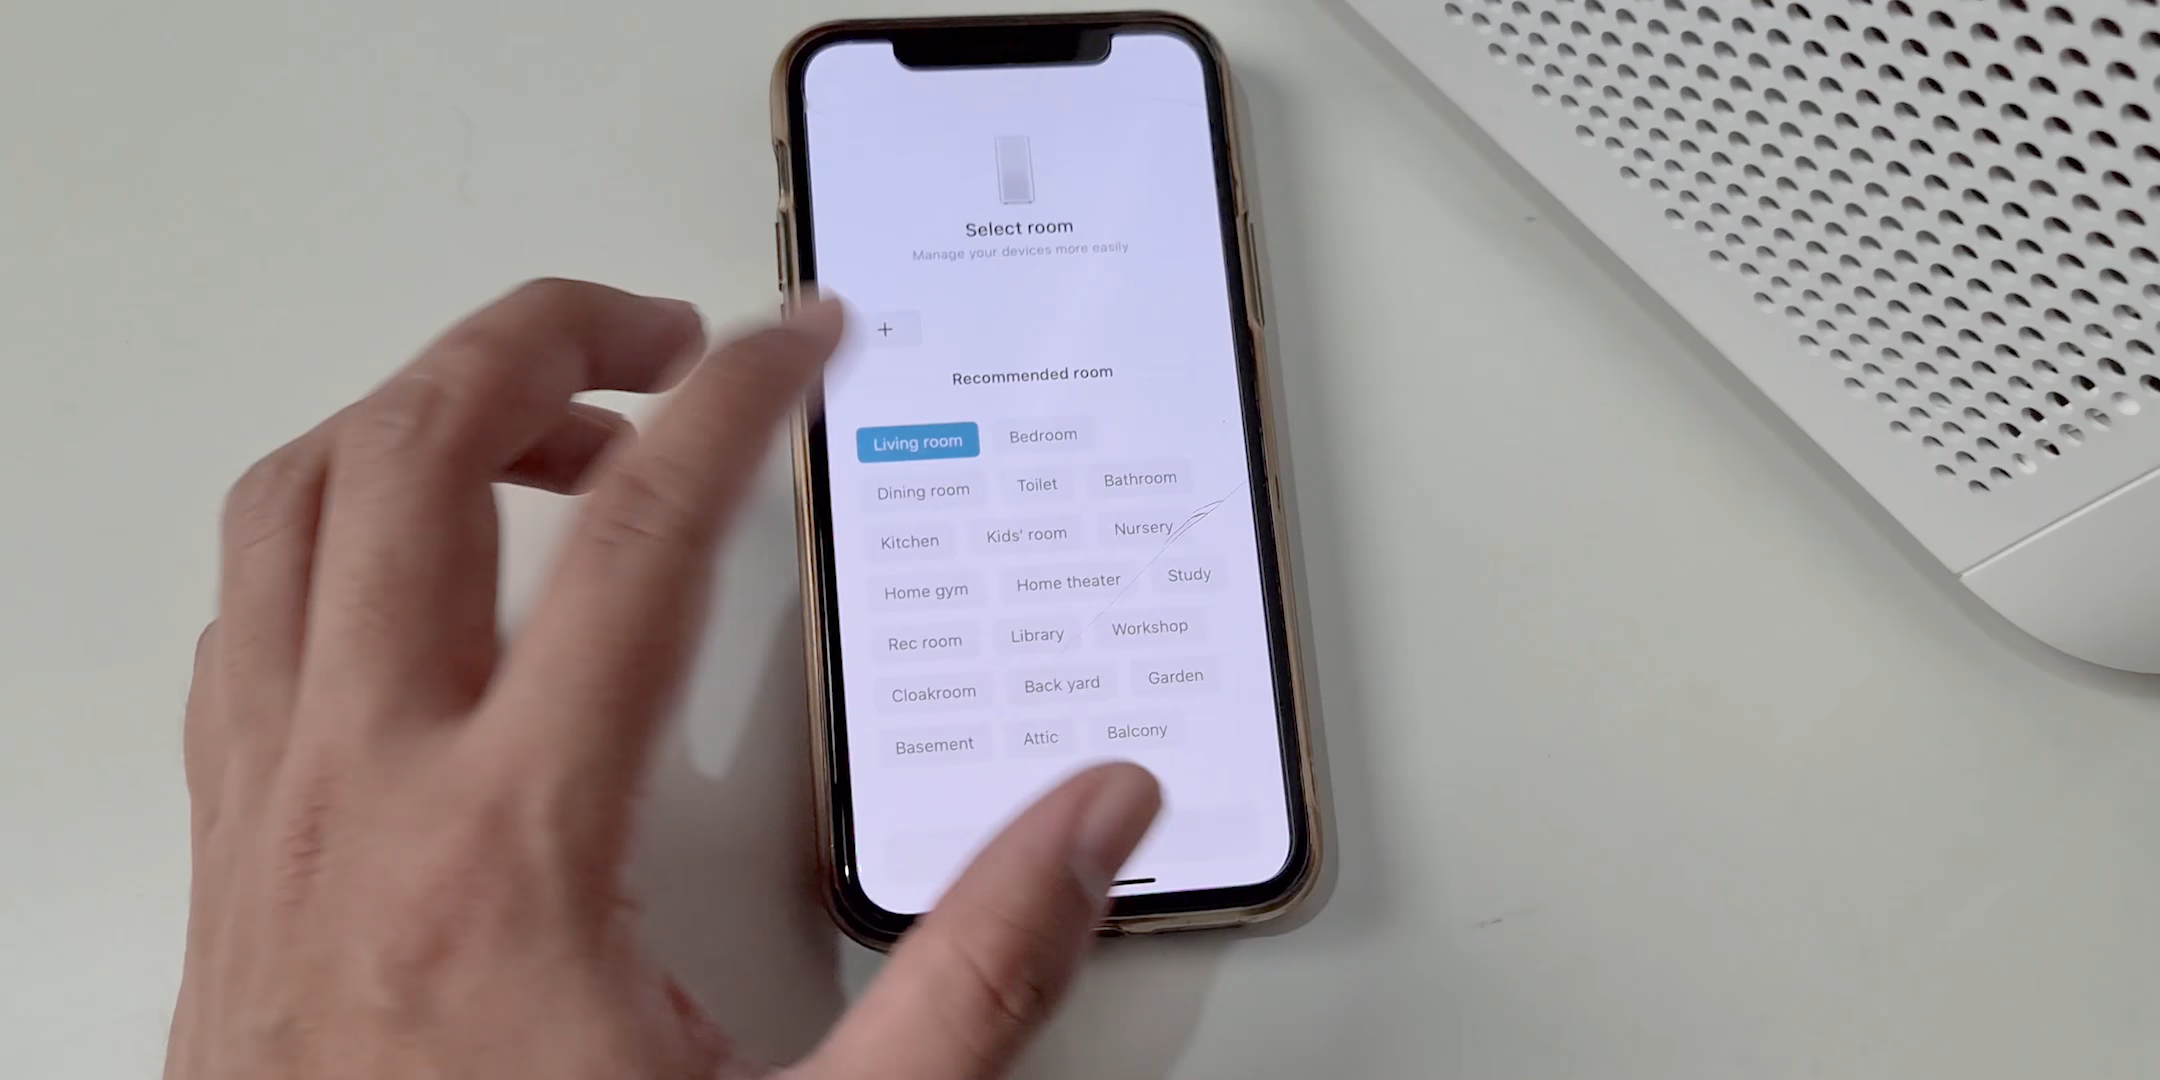 Select room
Manage your devices more easily
+
Recommended room
Living room Bedroom
Dining room Toilet Bathroom
Kitchen Kids' room Nursery
Home gym Home theater Study
Rec room Library Workshop
Cloakroom Back yard Garden
Basement Attic Balcony